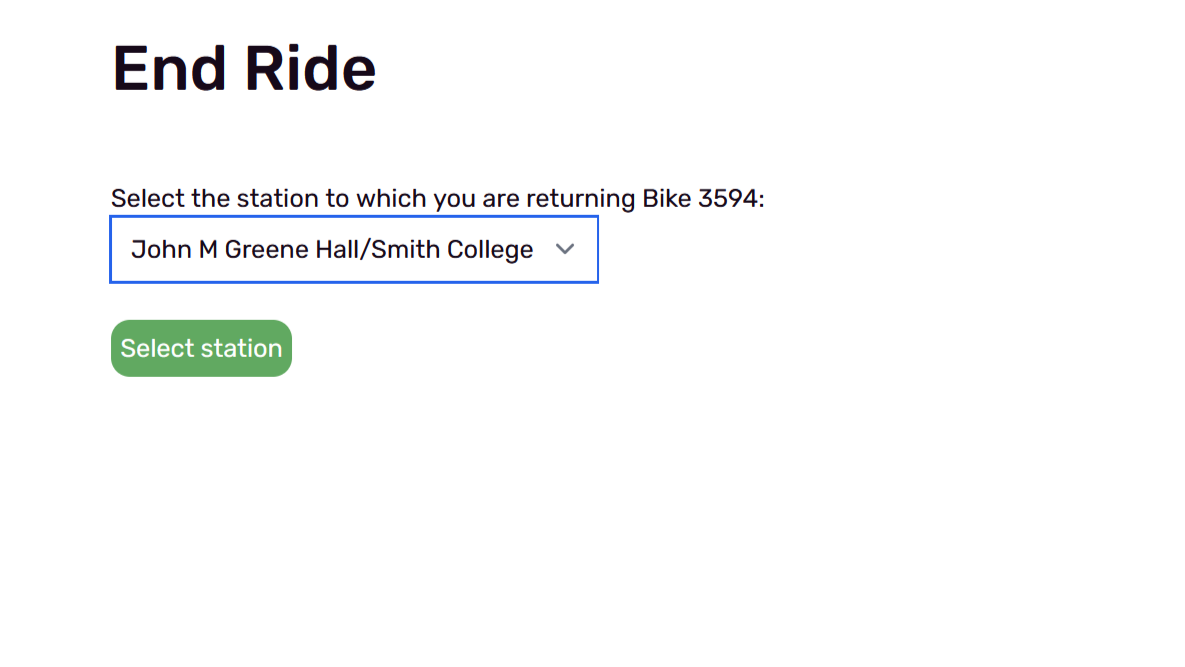 End Ride
Select the station to which you are returning Bike 3594:
John M Greene Hall/Smith College
Select station